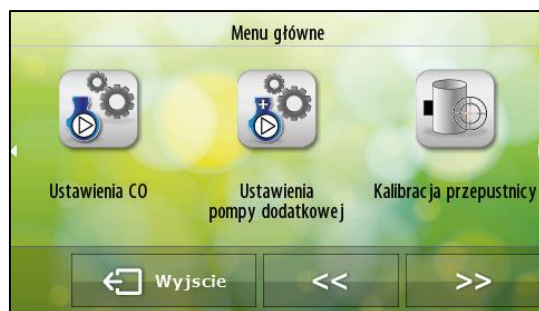 Menu główne
Ustawienia CO
Ustawienia
pompy dodatkowej
Kalibracja przepustnicy
Wyjscie
<<
>>